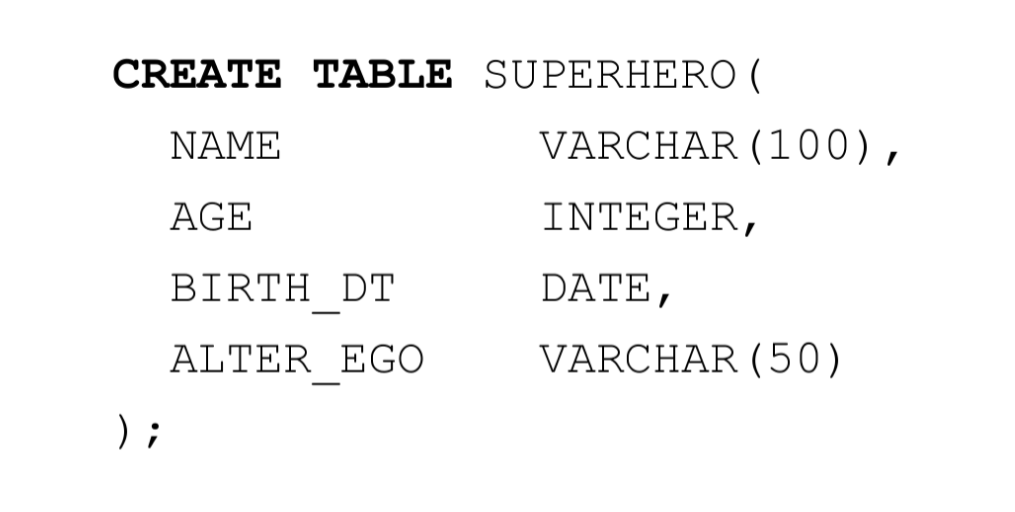 CREATE TABLE SUPERHERO(
NAME VARCHAR(100),
AGE INTEGER,
BIRTH_DT DATE,
ALTER_EGO VARCHAR(50)
);